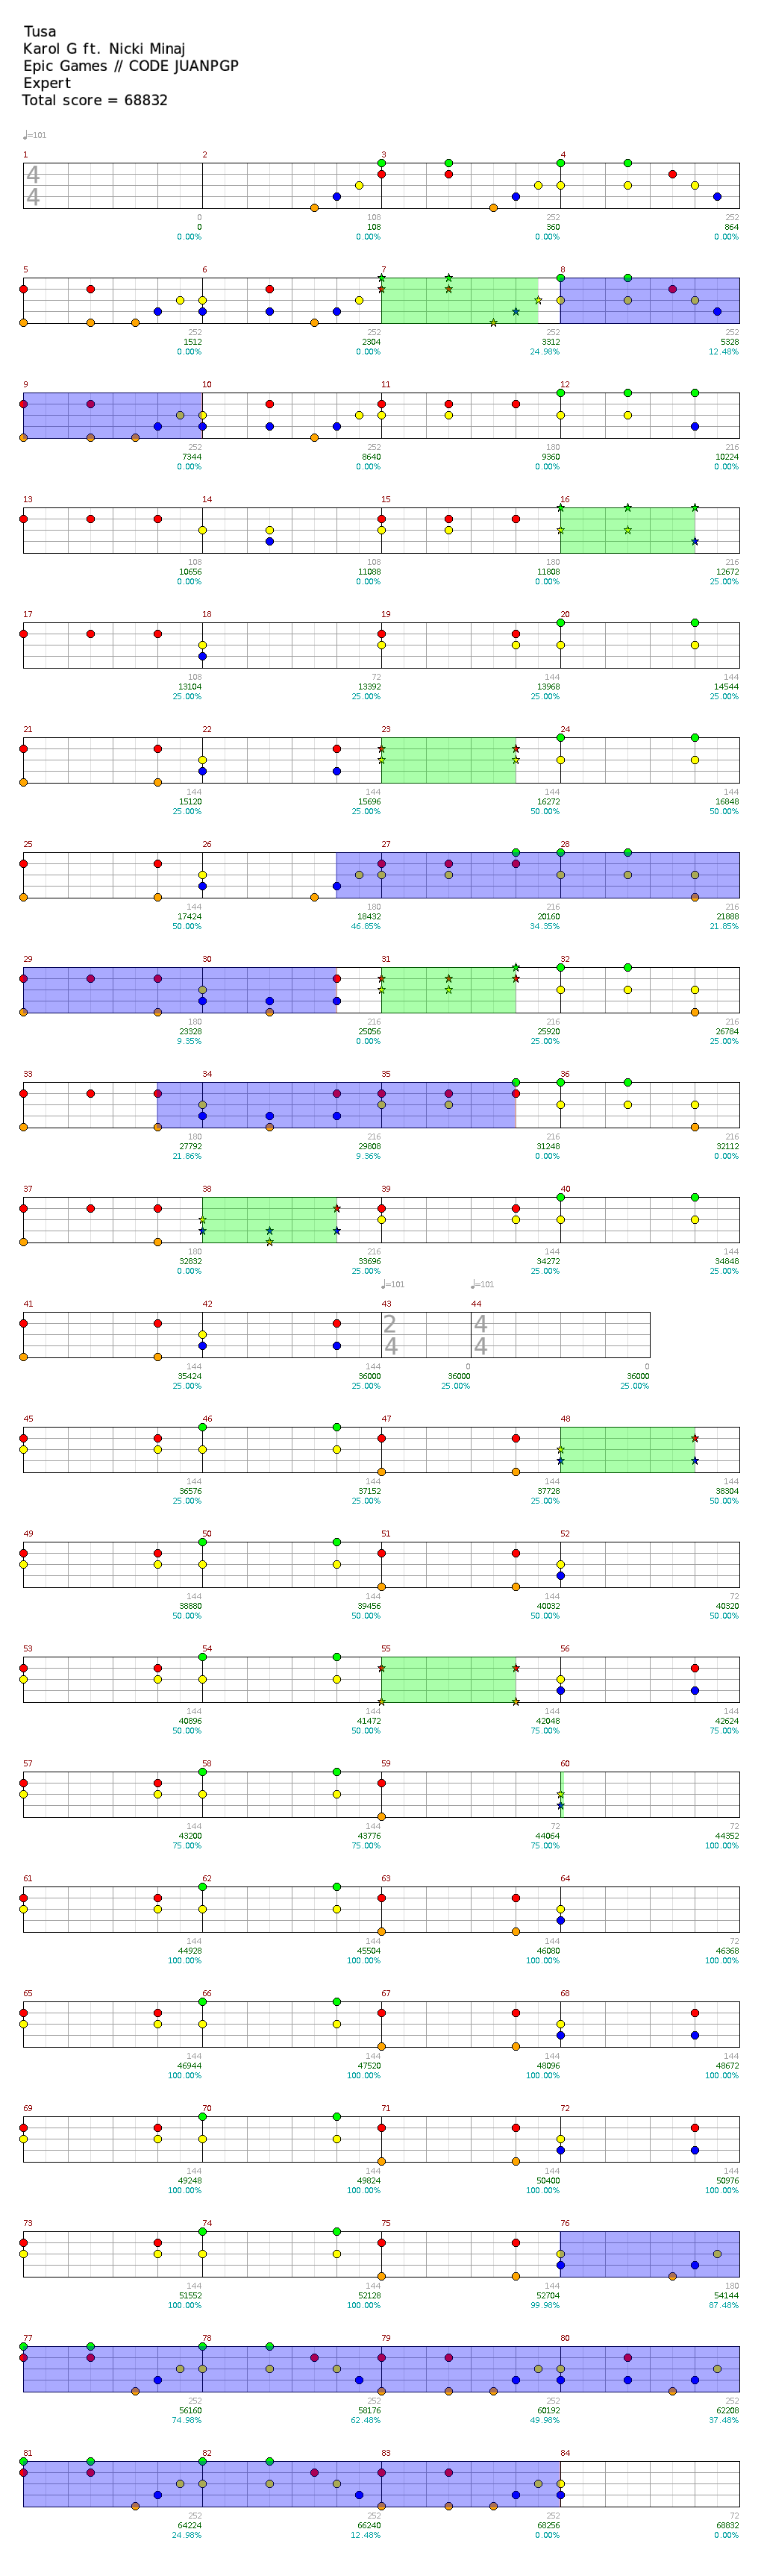 Tusa
Karol G ft. Nicki Minaj
Epic Games // CODE JUANPGP
Expert
Total score = 68832
♩=101
1 2 3 4
4
4
0 108 252 252
0 108 360 864
0.00% 0.00% 0.00% 0.00%
5 6 7 8
252 252 252 252
1512 2304 3312 5328
0.00% 0.00% 24.98% 12.48%
9 10 11 12
252 252 180 216
7344 8640 9360 10224
0.00% 0.00% 0.00% 0.00%
13 14 15 16
108 108 180 216
10656 11088 11808 12672
0.00% 0.00% 0.00% 25.00%
17 18 19 20
108 72 144 144
13104 13392 13968 14544
25.00% 25.00% 25.00% 25.00%
21 22 23 24
144 144 144 144
15120 15696 16272 16848
25.00% 25.00% 50.00% 50.00%
25 26 27 28
144 180 216 216
17424 18432 20160 21888
50.00% 46.85% 34.35% 21.85%
29 30 31 32
180 216 216 216
23328 25056 25920 26784
9.35% 0.00% 25.00% 25.00%
33 34 35 36
180 216 216 216
27792 29808 31248 32112
21.86% 9.36% 0.00% 0.00%
37 38 39 40
180 216 144 144
32832 33696 34272 34848
0.00% 25.00% 25.00% 25.00%
♩=101 ♩=101
41 42 43 44
2 4
4 4
144 144 0 0
35424 36000 36000 36000
25.00% 25.00% 25.00% 25.00%
45 46 47 48
144 144 144 144
36576 37152 37728 38304
25.00% 25.00% 25.00% 50.00%
49 50 51 52
144 144 144 72
38880 39456 40032 40320
50.00% 50.00% 50.00% 50.00%
53 54 55 56
144 144 144 144
40896 41472 42048 42624
50.00% 50.00% 75.00% 75.00%
57 58 59 60
144 144 72 72
43200 43776 44064 44352
75.00% 75.00% 75.00% 100.00%
61 62 63 64
144 144 144 72
44928 45504 46080 46368
100.00% 100.00% 100.00% 100.00%
65 66 67 68
144 144 144 144
46944 47520 48096 48672
100.00% 100.00% 100.00% 100.00%
69 70 71 72
144 144 144 144
49248 49824 50400 50976
100.00% 100.00% 100.00% 100.00%
73 74 75 76
144 144 144 180
51552 52128 52704 54144
100.00% 100.00% 99.98% 87.48%
77 78 79 80
252 252 252 252
56160 58176 60192 62208
74.98% 62.48% 49.98% 37.48%
81 82 83 84
252 252 252 72
64224 66240 68256 68832
24.98% 12.48% 0.00% 0.00%